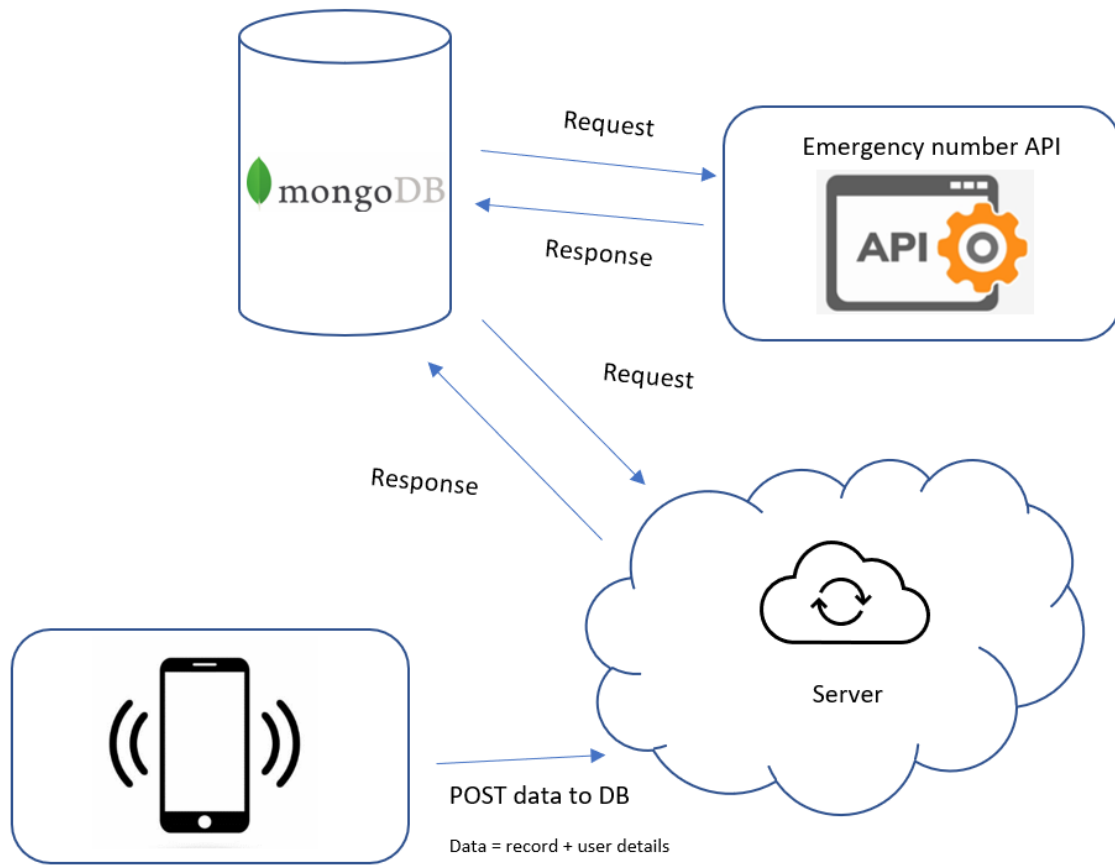 Request
Emergency number API
mongoDB
API
Response
Request
Response
Server
POST data to DB
Data = record + user details